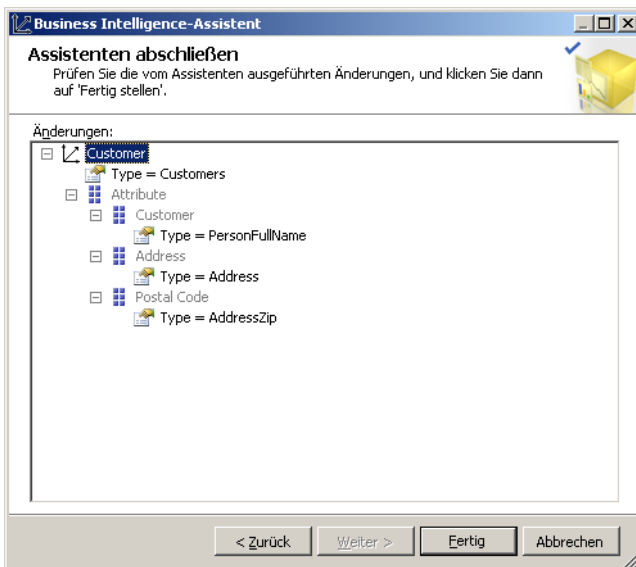 Business Intelligence-Assistent
Assistenten abschließen
Prüfen Sie die vom Assistenten ausgeführten Änderungen, und klicken Sie dann
auf 'Fertig stellen'.
Änderungen:
Customer
Type = Customers
Attribute
Customer
Type = PersonFullName
Address
Type = Address
Postal Code
Type = AddressZip
< Zurück
Weiter >
Fertig
Abbrechen